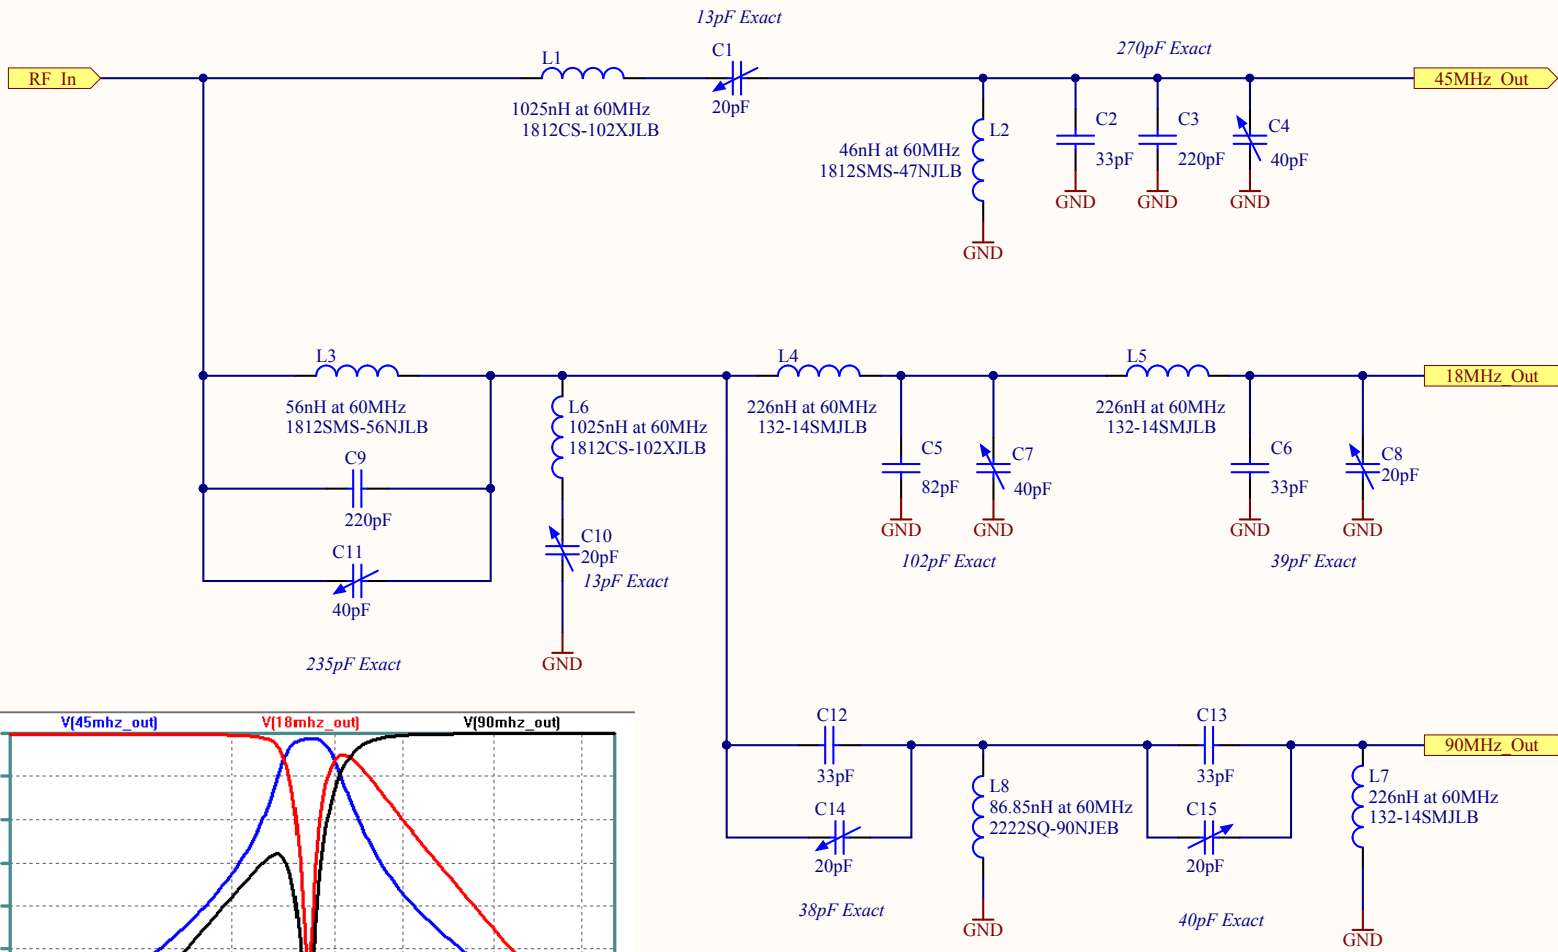 13pF Exact
RF_In
L1
C1
20pF
1025nH at 60MHz
1812CS-102XJLB
270pF Exact
45MHz_Out
L2
46nH at 60MHz
1812SMS-47NJLB
GND
C2
33pF
GND
C3
220pF
GND
C4
40pF
GND
L3
56nH at 60MHz
1812SMS-56NJLB
C9
220pF
C11
40pF
235pF Exact
L6
1025nH at 60MHz
1812CS-102XJLB
C10
20pF
13pF Exact
GND
L4
226nH at 60MHz
132-14SMJLB
C5
82pF
GND
C7
40pF
GND
102pF Exact
L5
226nH at 60MHz
132-14SMJLB
C6
33pF
GND
C8
20pF
GND
39pF Exact
18MHz_Out
V(45mhz_out)
V(18mhz_out)
V(90mhz_out)
C12
33pF
C14
20pF
38pF Exact
L8
86.85nH at 60MHz
2222SQ-90NJEB
GND
C13
33pF
C15
20pF
40pF Exact
L7
226nH at 60MHz
132-14SMJLB
GND
90MHz_Out